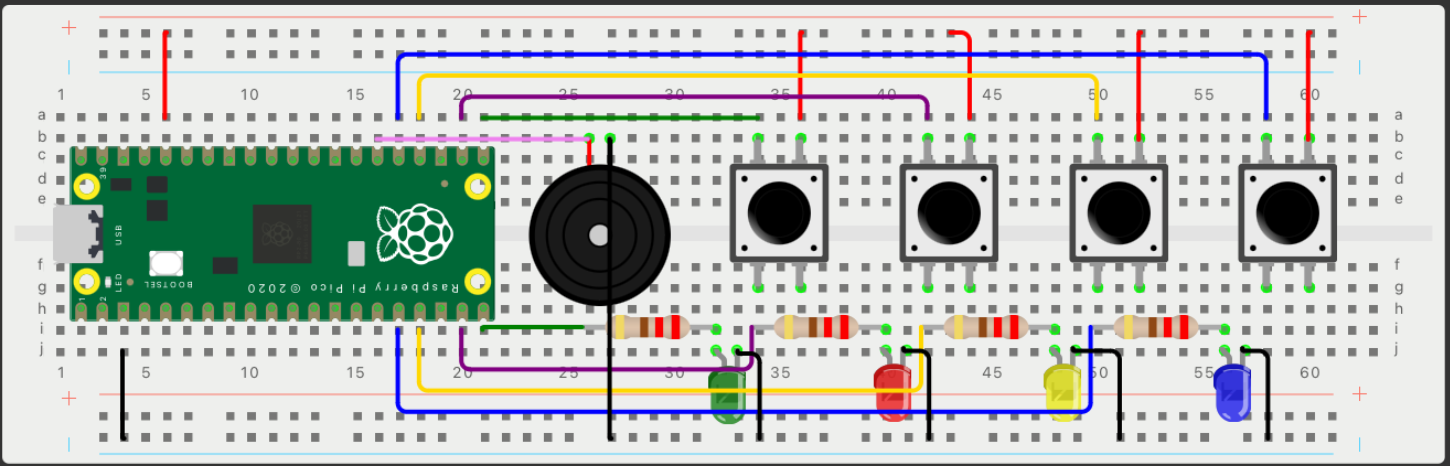 + +
1 5 10 15 20 25 30 35 40 45 50 55 60
a a
b b
c c
d d
e e
39
USB
LED
BOOTSEL
Raspberry Pi Pico © 2020
1 2
f f
g g
h h
i i
j j
1 5 10 15 20 25 30 35 45 50 55 60
+ +